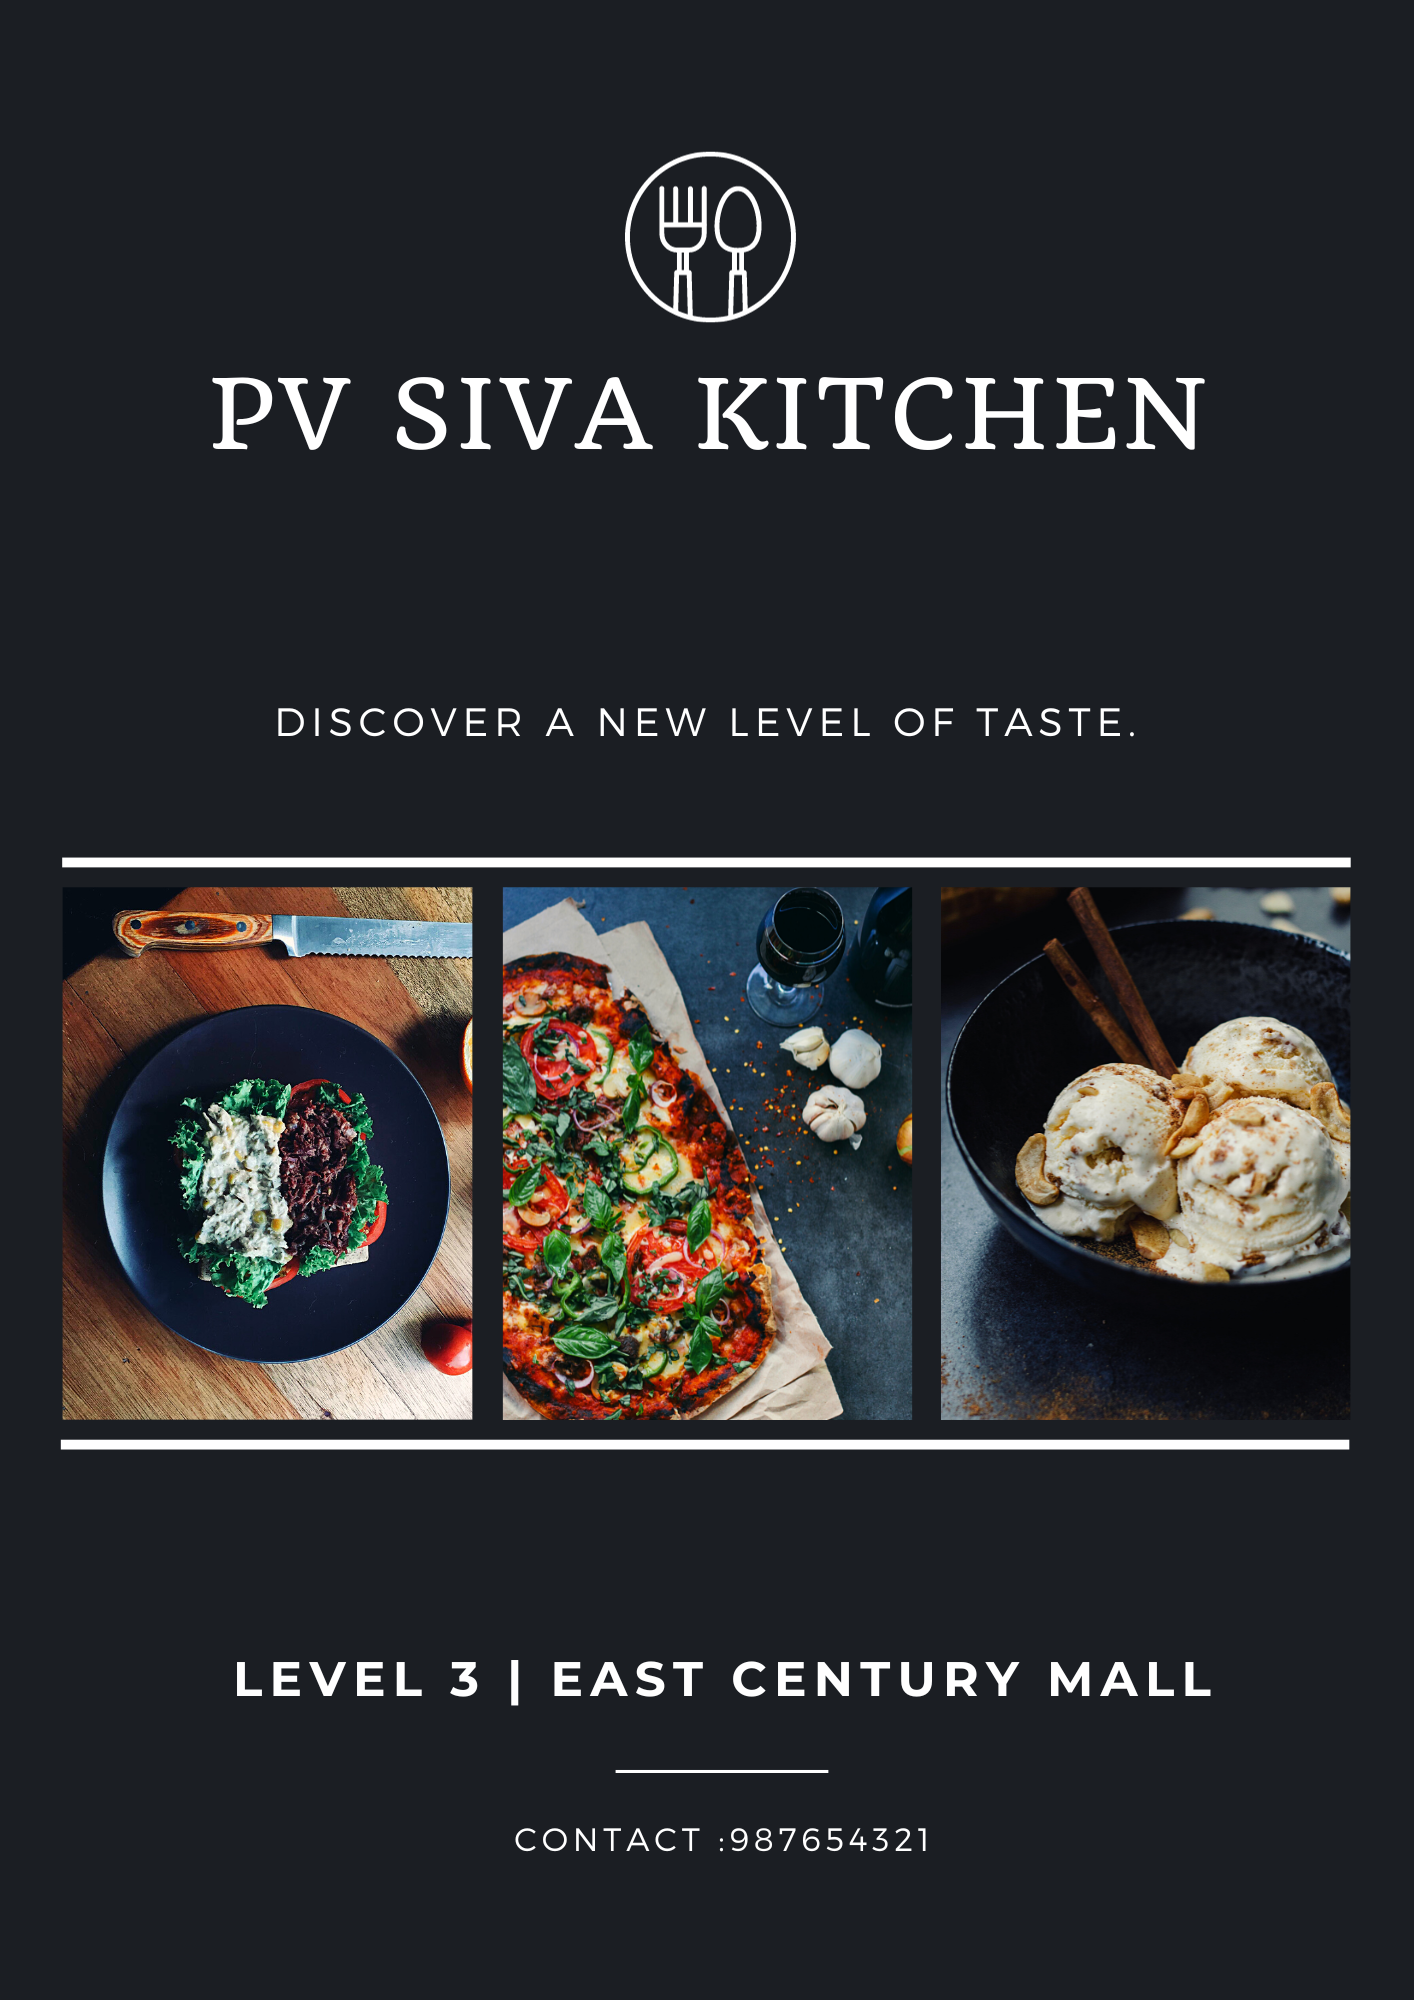 PV SIVA KITCHEN
DISCOVER A NEW LEVEL OF TASTE.
LEVEL 3 | EAST CENTURY MALL
CONTACT :987654321